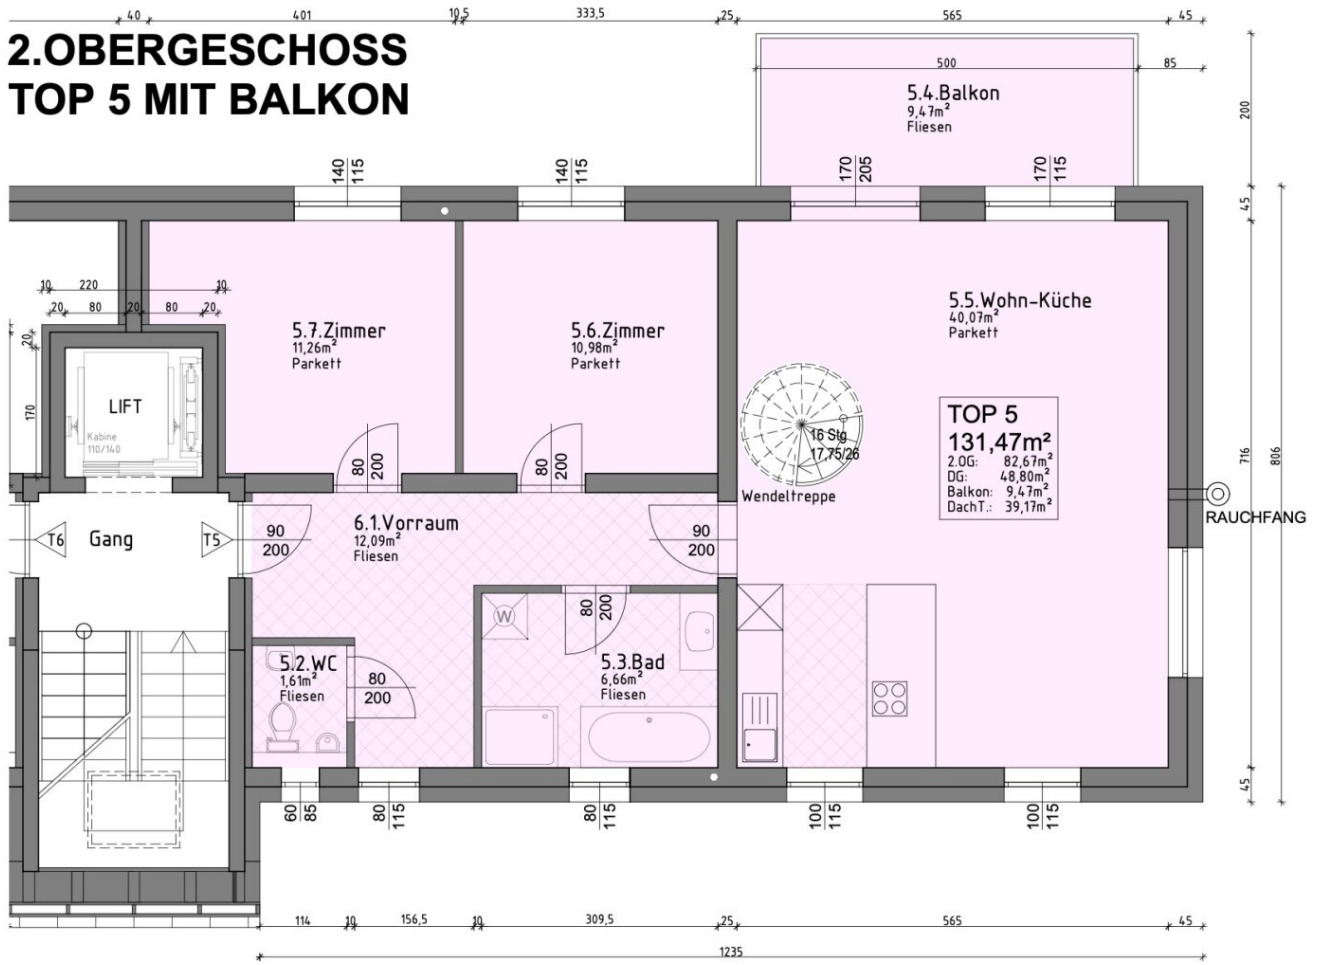 40 401 10,5 333,5 25 565 45
2.OBERGESCHOSS
TOP 5 MIT BALKON
500 85
5.4.Balkon
9,47m²
Fliesen
200
140
115
140
115
170
205
170
115
45
10 220 10
20 80 20 80 20
20
170
LIFT
Kabine
110/140
5.7.Zimmer
11,26m²
Parkett
5.6.Zimmer
10,98m²
Parkett
5.5.Wohn-Küche
40,07m²
Parkett
16 Stg
17,75/26
Wendeltreppe
TOP 5
131,47m²
2.OG: 82,67m²
DG: 48,80m²
Balkon: 9,47m²
DachT.: 39,17m²
716
806
RAUCHFANG
80
200
80
200
T6
Gang
T5
90
200
6.1.Vorraum
12,09m²
Fliesen
90
200
80
200
W
5.2.WC
1,61m²
Fliesen
80
200
5.3.Bad
6,66m²
Fliesen
45
60
85
80
115
80
115
100
115
100
115
114 10 156,5 10 309,5 25 565 45
1235